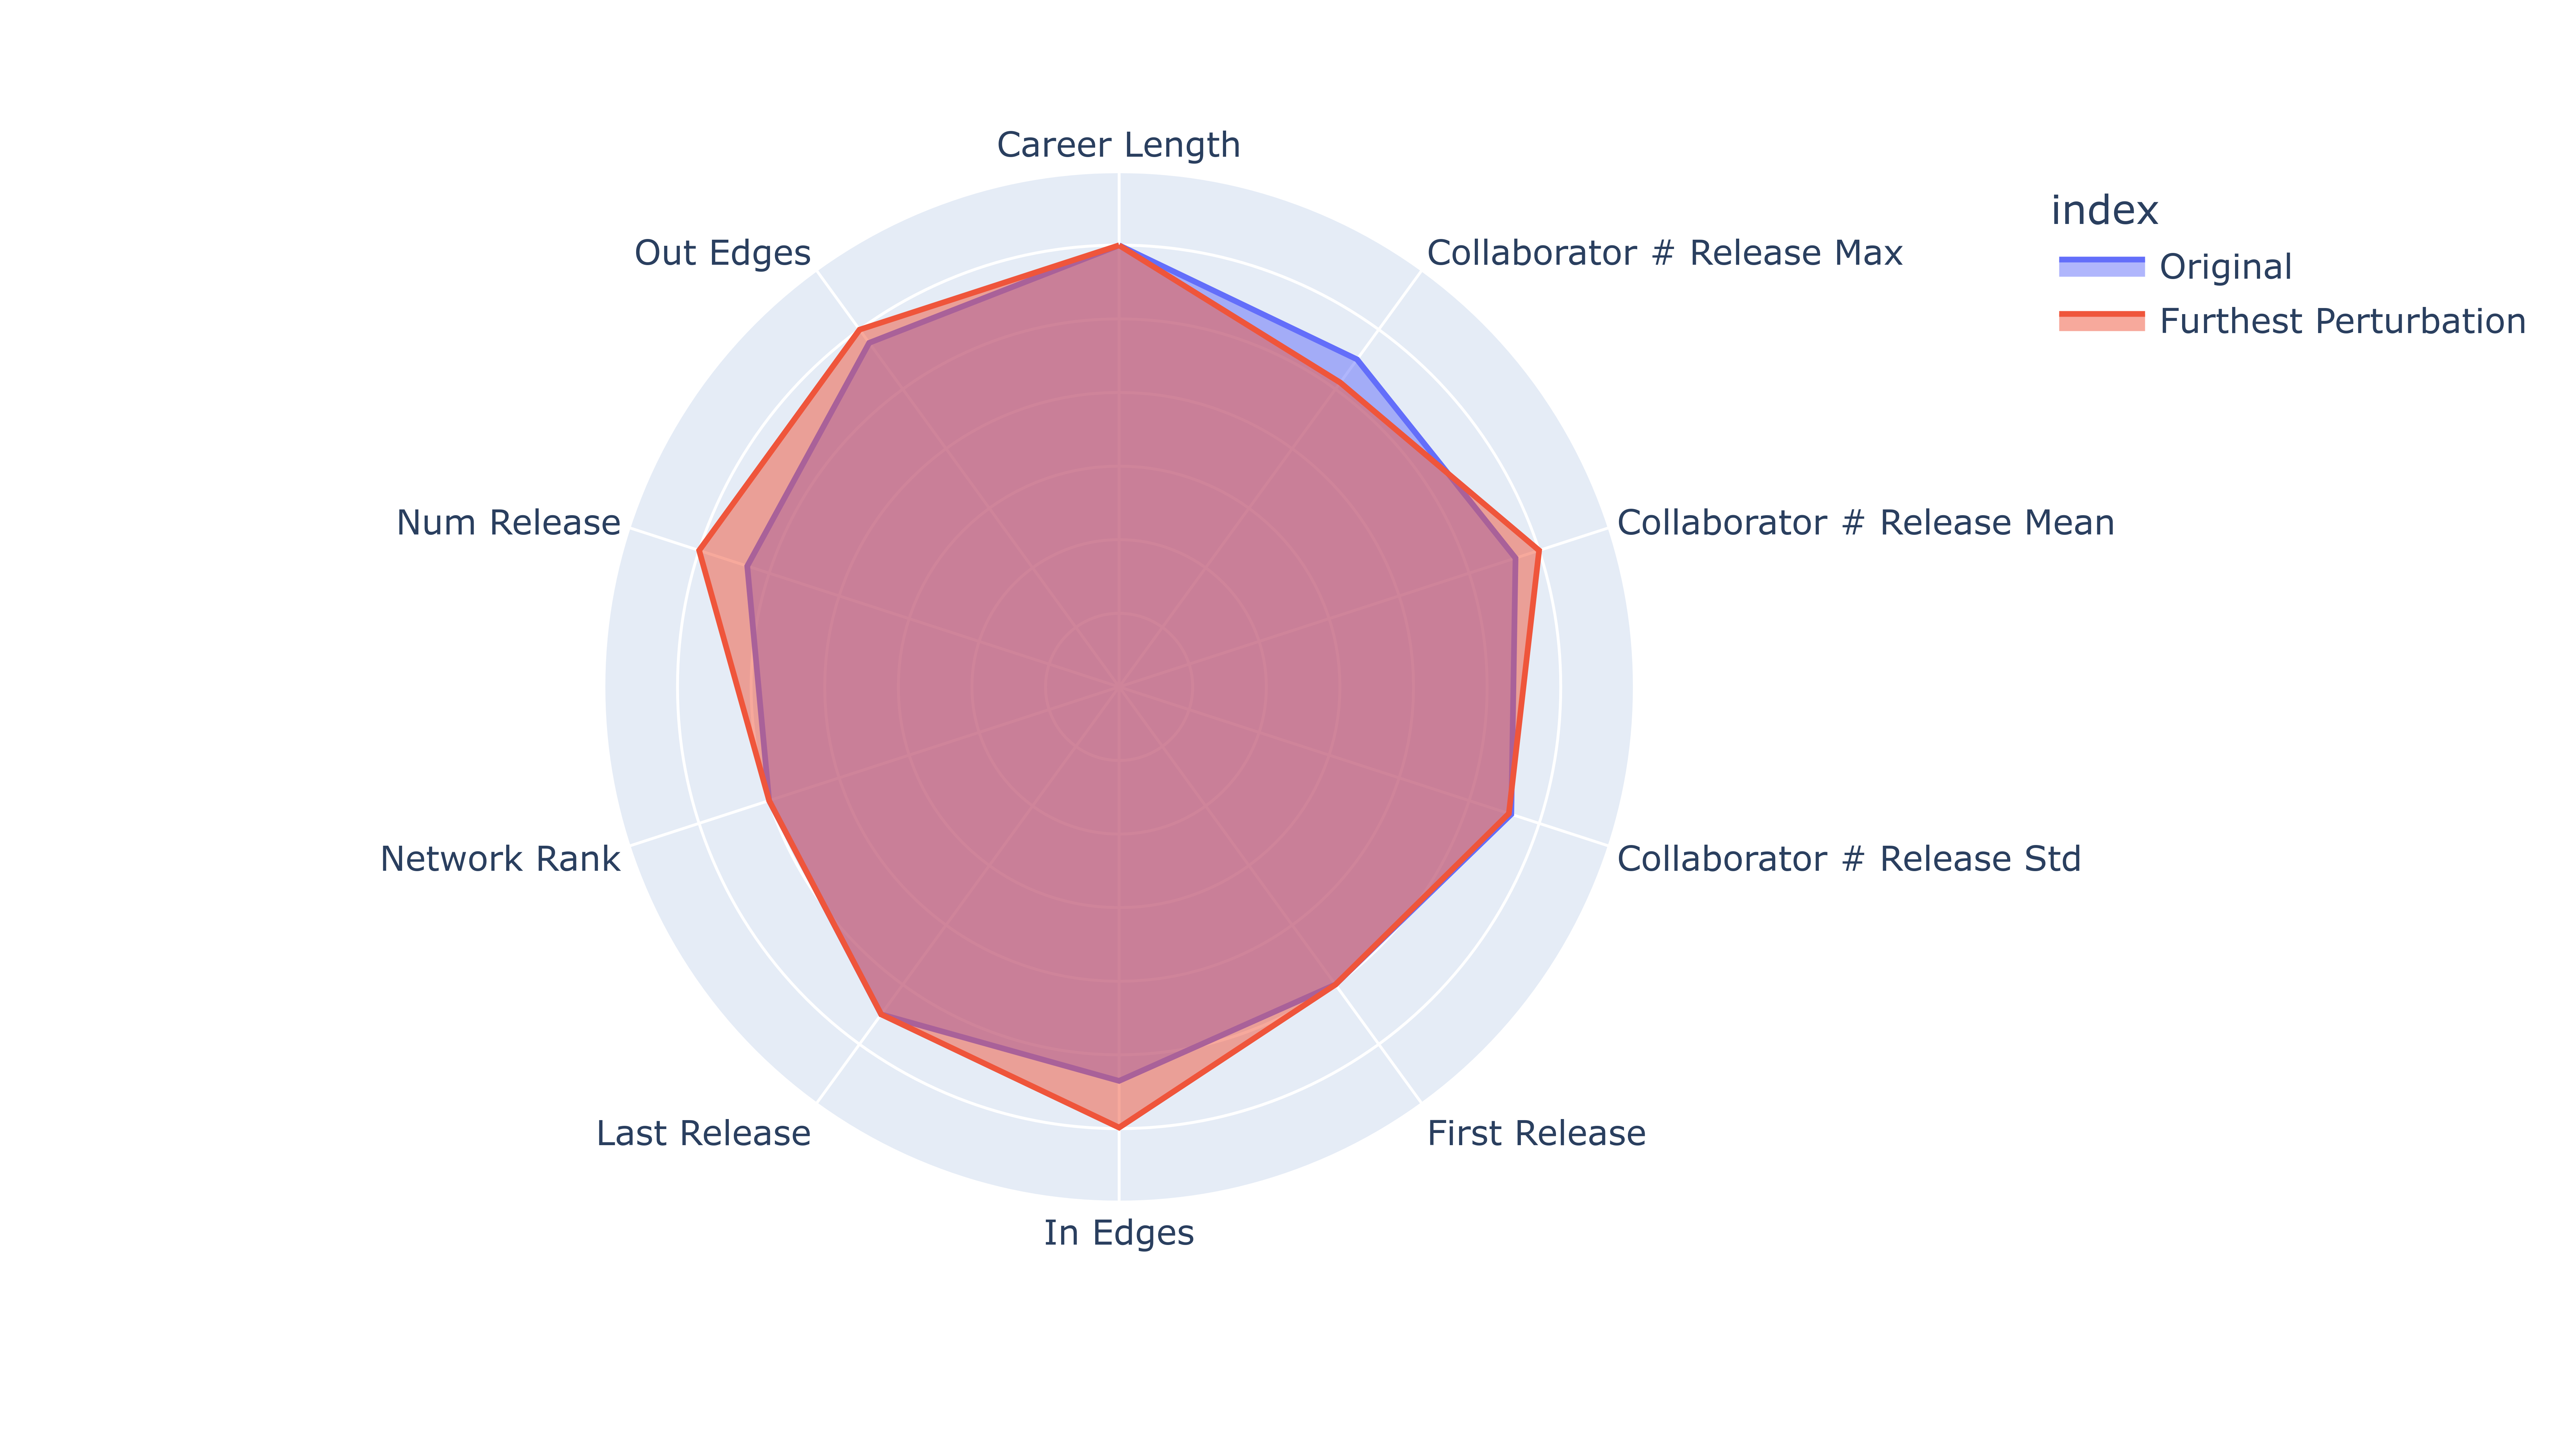 Career Length
Out Edges
Collaborator # Release Max
Num Release
Collaborator # Release Mean
Network Rank
Collaborator # Release Std
Last Release
First Release
In Edges
index
Original
Furthest Perturbation